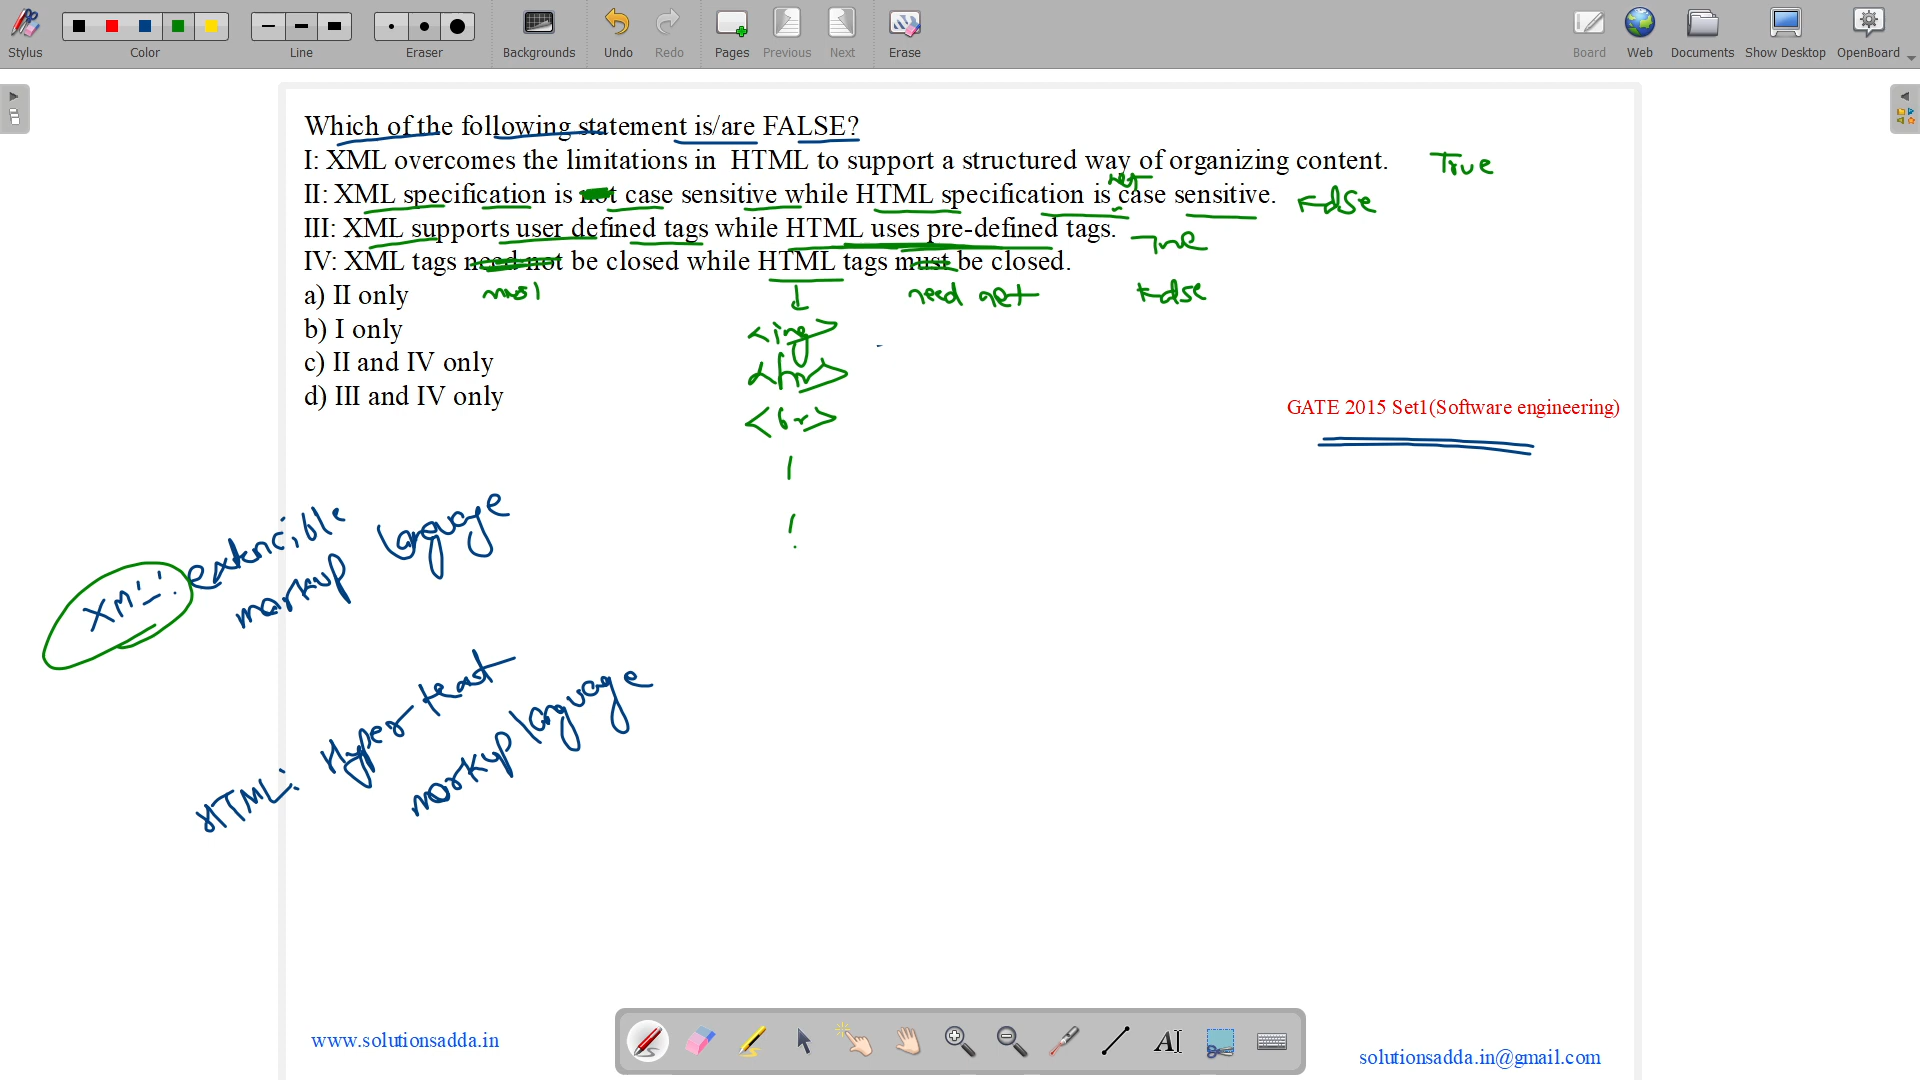 Stylus Color Line Eraser Backgrounds Undo Redo Pages Previous Next Erase Board Web Documents Show Desktop OpenBoard
Which of the following statement is/are FALSE?
I: XML overcomes the limitations in HTML to support a structured way of organizing content. True
not
II: XML specification is not case sensitive while HTML specification is case sensitive. False
III: XML supports user defined tags while HTML uses pre-defined tags. True
IV: XML tags need not be closed while HTML tags must be closed.
must need not False
a) II only
b) I only
c) II and IV only
d) III and IV only
<img>
<hr>
<br>
GATE 2015 Set1(Software engineering)
XML: extencible
markup language
HTML: Hyper text
markup language
www.solutionsadda.in
solutionsadda.in@gmail.com